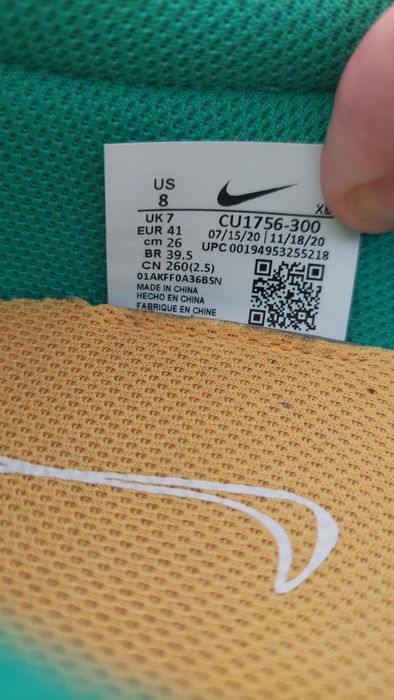 US
8
XB
UK 7
CU1756-300
EUR 41
07/15/20 | 11/18/20
cm 26
UPC 00194953255218
BR 39.5
CN 260(2.5)
01AKFF0A36BSN
MADE IN CHINA
HECHO EN CHINA
FABRIQUE EN CHINE